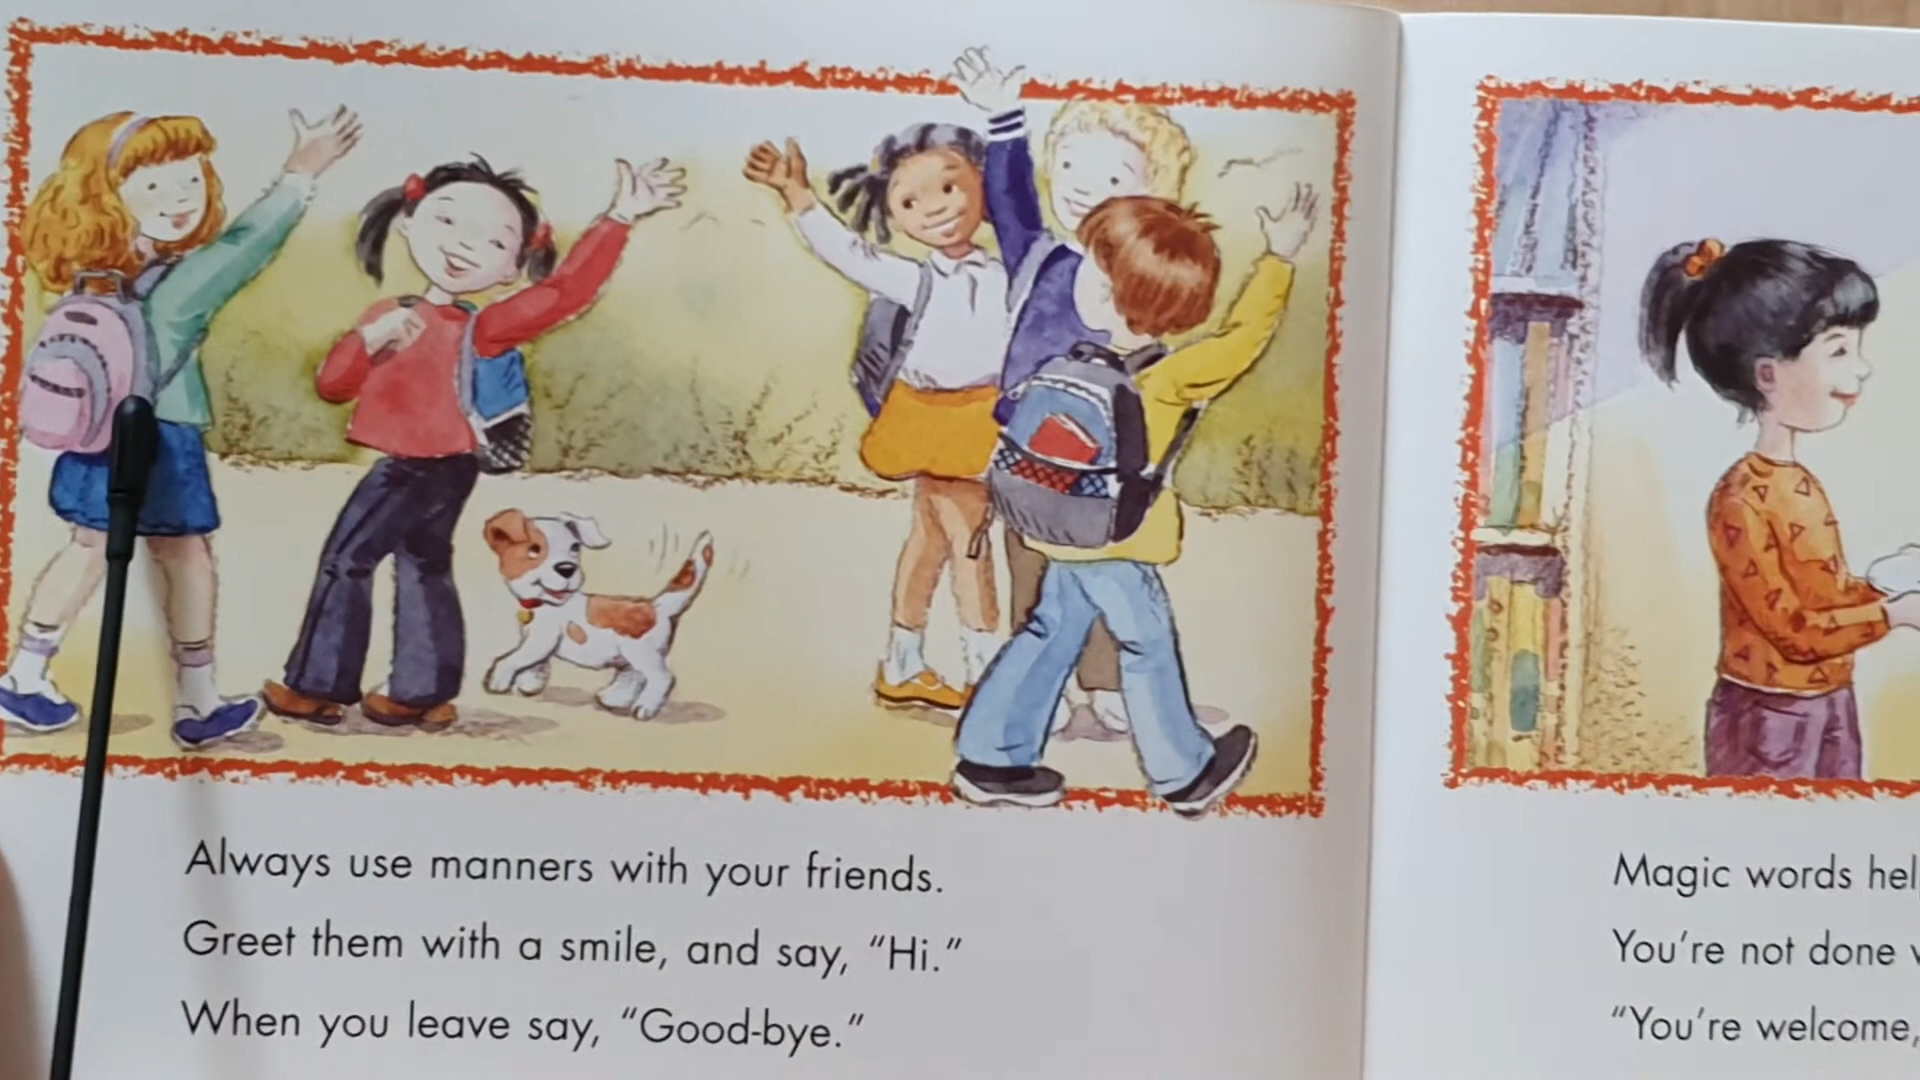 Always use manners with your friends.
Greet them with a smile, and say, “Hi.”
When you leave say, “Good-bye.”
Magic words
You’re not done
“You’re welcome,